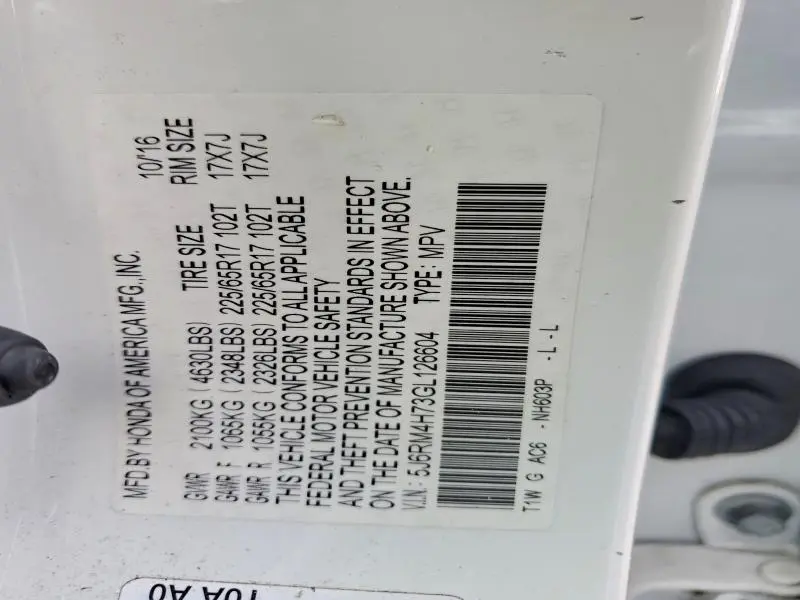 MFD.BY HONDA OF AMERICA MFG.,INC. 10/'16
GVWR 2100KG ( 4630LBS) TIRE SIZE RIM SIZE
GAWR F 1065KG ( 2348LBS) 225/65R17 102T 17X7J
GAWR R 1055KG ( 2326LBS) 225/65R17 102T 17X7J
THIS VEHICLE CONFORMS TO ALL APPLICABLE
FEDERAL MOTOR VEHICLE SAFETY
AND THEFT PREVENTION STANDARDS IN EFFECT
ON THE DATE OF MANUFACTURE SHOWN ABOVE.
V.I.N.: 5J6RM4H73GL126604 TYPE: MPV
T1W G AC6 - NH603P - L - L